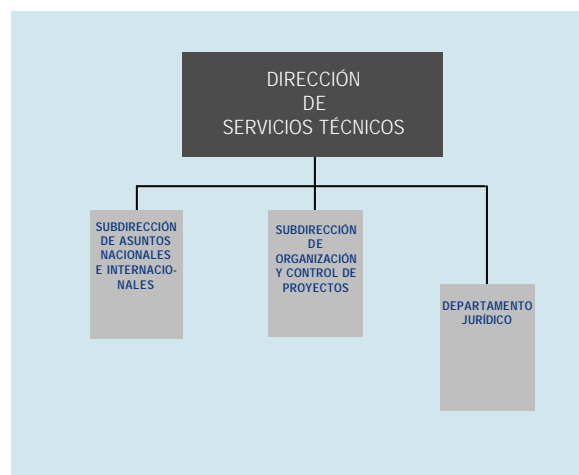 DIRECCIÓN
DE
SERVICIOS TÉCNICOS
SUBDIRECCIÓN
DE ASUNTOS
NACIONALES
E INTERNACIO-
NALES
SUBDIRECCIÓN
DE
ORGANIZACIÓN
Y CONTROL DE
PROYECTOS
DEPARTAMENTO
JURÍDICO